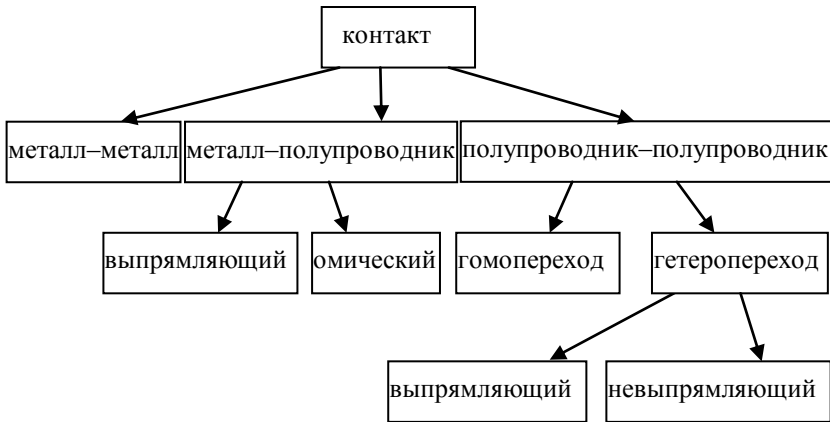 контакт
металл–металл
металл–полупроводник
полупроводник–полупроводник
выпрямляющий
омический
гомопереход
гетеропереход
выпрямляющий
невыпрямляющий